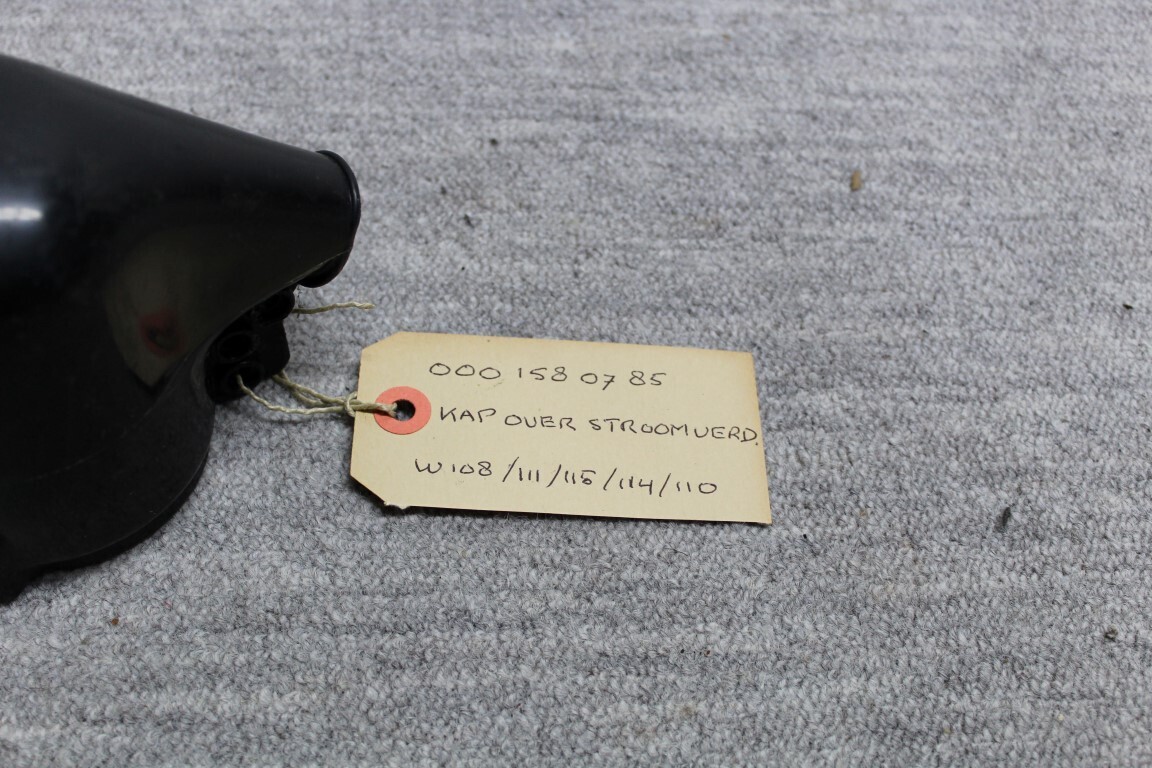 000 158 07 85
KAP OVER STROOMVERD.
W108/111/115/114/110